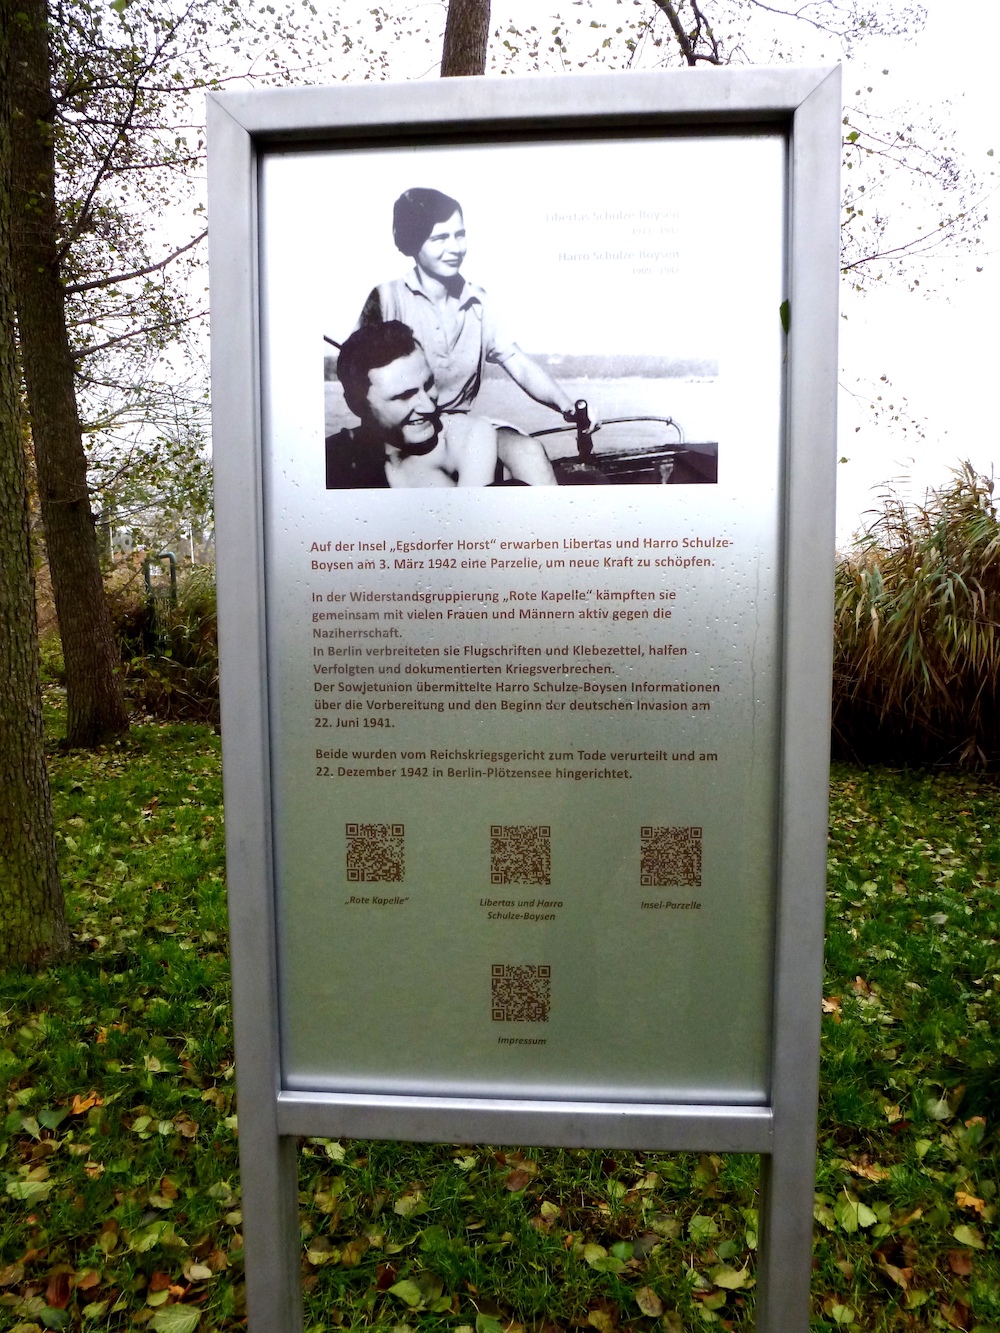 Libertas Schulze-Boysen
Harro Schulze-Boysen
Auf der Insel „Egsdorfer Horst“ erwarben Libertas und Harro Schulze-
Boysen am 3. März 1942 eine Parzelle, um neue Kraft zu schöpfen.
In der Widerstandsgruppierung „Rote Kapelle“ kämpften sie
gemeinsam mit vielen Frauen und Männern aktiv gegen die
Naziherrschaft.
In Berlin verbreiteten sie Flugschriften und Klebezettel, halfen
Verfolgten und dokumentierten Kriegsverbrechen.
Der Sowjetunion übermittelte Harro Schulze-Boysen Informationen
über die Vorbereitung und den Beginn der deutschen Invasion am
22. Juni 1941.
Beide wurden vom Reichskriegsgericht zum Tode verurteilt und am
22. Dezember 1942 in Berlin-Plötzensee hingerichtet.
„Rote Kapelle“
Libertas und Harro
Schulze-Boysen
Insel-Parzelle
Impressum